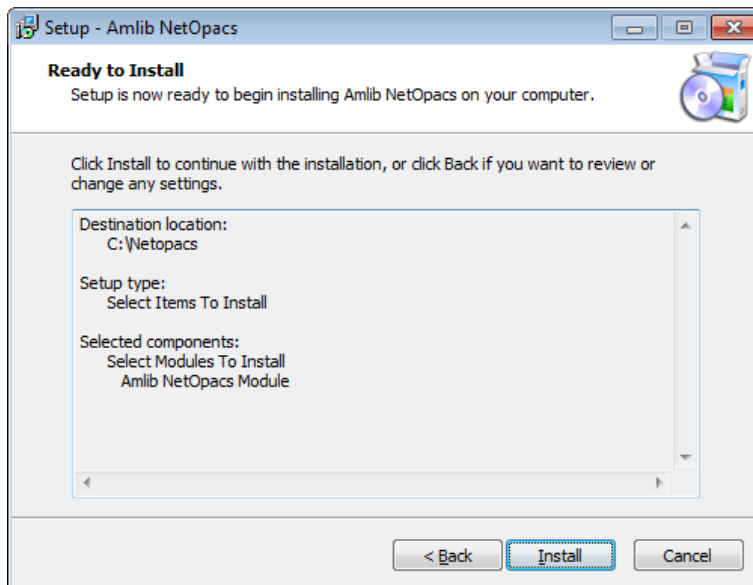 Setup - Amlib NetOpacs
Ready to Install
Setup is now ready to begin installing Amlib NetOpacs on your computer.
Click Install to continue with the installation, or click Back if you want to review or
change any settings.
Destination location:
C:\Netopacs
Setup type:
Select Items To Install
Selected components:
Select Modules To Install
Amlib NetOpacs Module
< Back
Install
Cancel